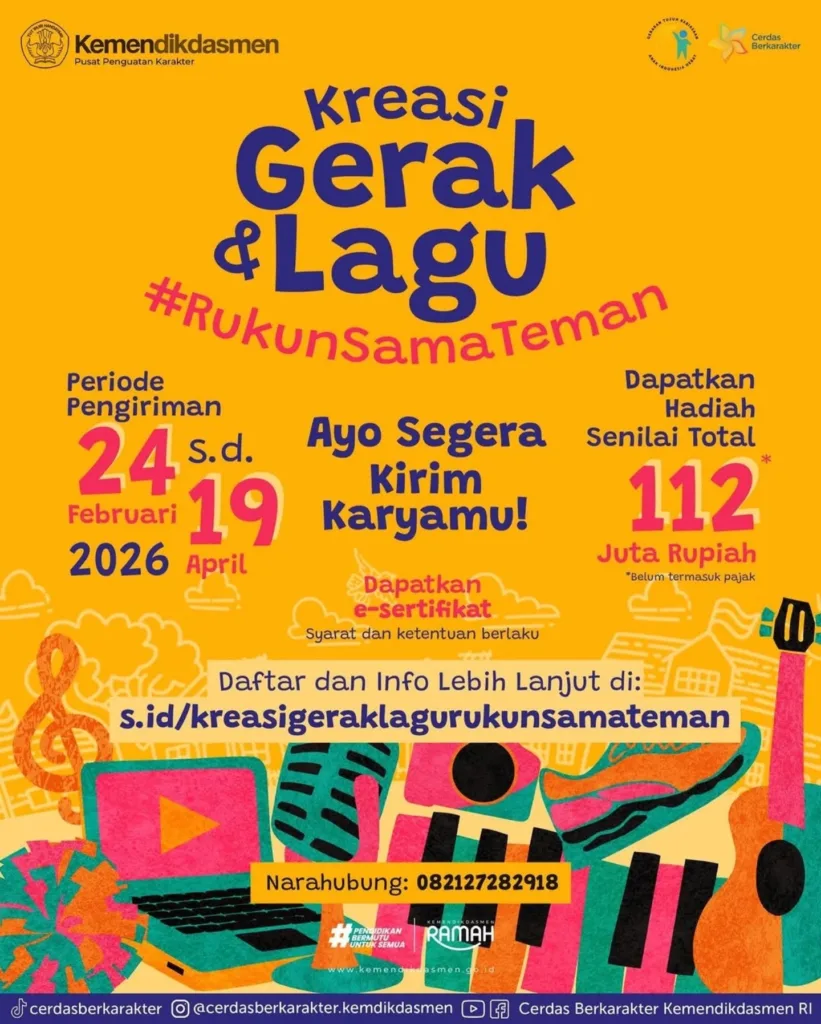 Kemendikdasmen
Pusat Penguatan Karakter
Cerdas
Berkarakter
Kreasi
Gerak
& Lagu
#RukunSamaTeman
Periode
Pengiriman
24 s.d.
Februari 19
2026 April
Ayo Segera
Kirim
Karyamu!
Dapatkan
Hadiah
Senilai Total
112*
Juta Rupiah
*Belum termasuk pajak
Dapatkan
e-sertifikat
Syarat dan ketentuan berlaku
Daftar dan Info Lebih Lanjut di:
s.id/kreasigeraklagurukunsamateman
Narahubung: 082127282918
#PENDIDIKAN
BERMUTU
UNTUK SEMUA
KEMENDIKDASMEN
RAMAH
www.kemendikdasmen.go.id
cerdasberkarakter @cerdasberkarakter.kemdikdasmen Cerdas Berkarakter Kemendikdasmen RI